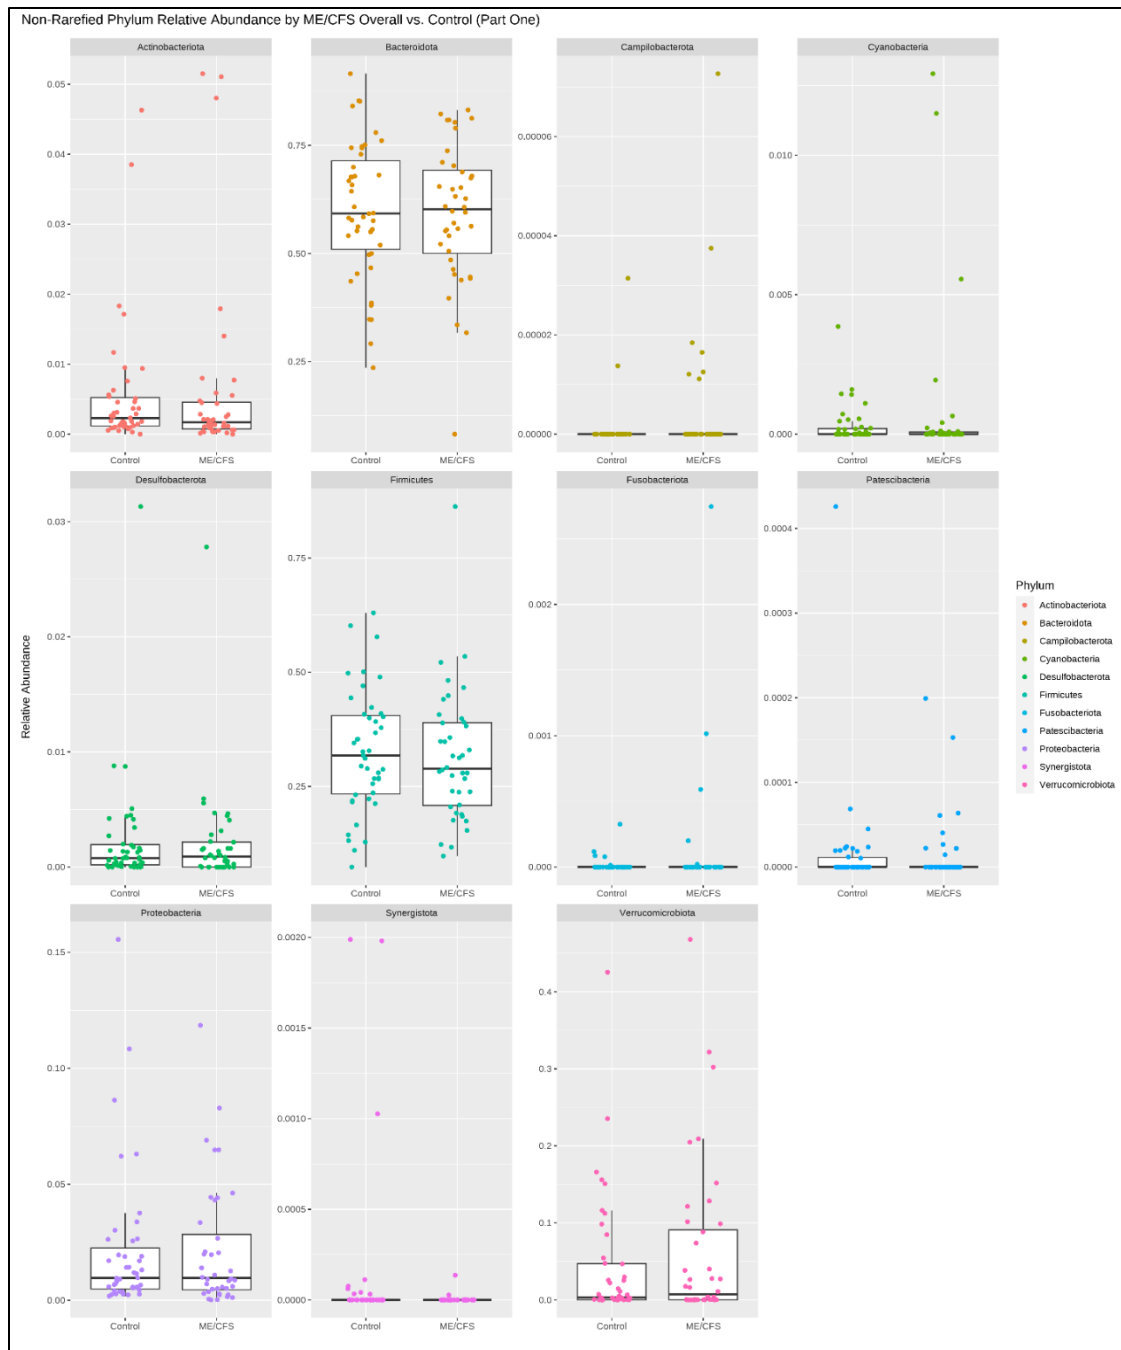 Non-Rarefied Phylum Relative Abundance by ME/CFS Overall vs. Control (Part One)
Actinobacteriota
Bacteroidota
Campilobacterota
Cyanobacteria
0.05
0.04
0.03
0.02
0.01
0.00
0.75
0.50
0.25
0.00006
0.00004
0.00002
0.00000
0.010
0.005
0.000
Control
ME/CFS
Control
ME/CFS
Control
ME/CFS
Control
ME/CFS
Desulfobacterota
Firmicutes
Fusobacteriota
Patescibacteria
0.03
0.02
0.01
0.00
0.75
0.50
0.25
0.002
0.001
0.000
0.0004
0.0003
0.0002
0.0001
0.0000
Control
ME/CFS
Control
ME/CFS
Control
ME/CFS
Control
ME/CFS
Relative Abundance
Proteobacteria
Synergistota
Verrucomicrobiota
0.15
0.10
0.05
0.00
0.0020
0.0015
0.0010
0.0005
0.0000
0.4
0.3
0.2
0.1
0.0
Control
ME/CFS
Control
ME/CFS
Control
ME/CFS
Phylum
Actinobacteriota
Bacteroidota
Campilobacterota
Cyanobacteria
Desulfobacterota
Firmicutes
Fusobacteriota
Patescibacteria
Proteobacteria
Synergistota
Verrucomicrobiota